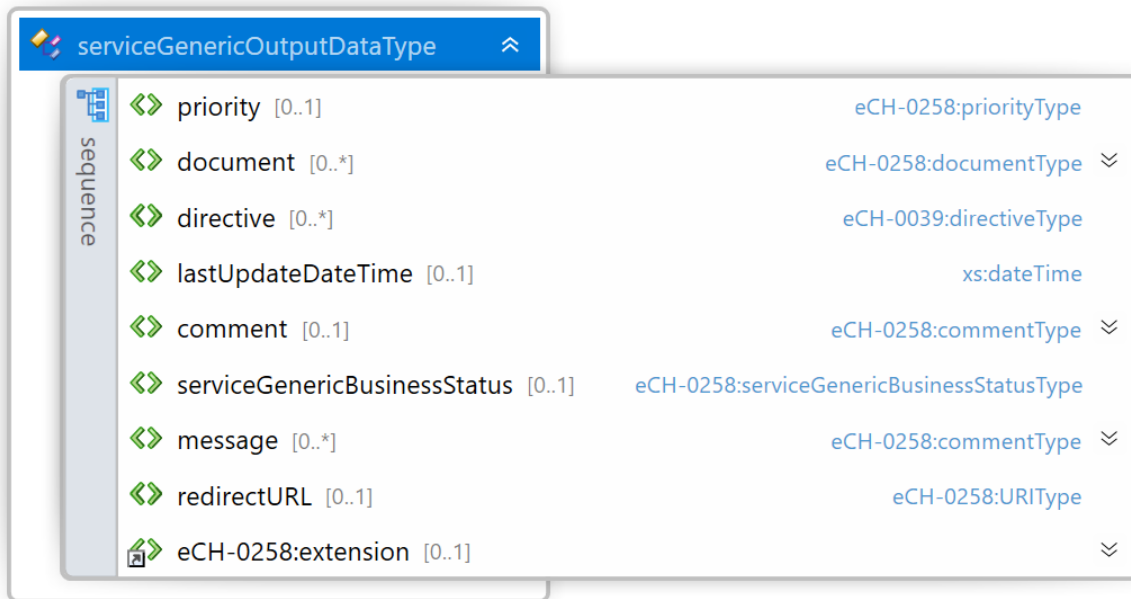 serviceGenericOutputDataType
sequence
priority [0..1] eCH-0258:priorityType
document [0..*] eCH-0258:documentType
directive [0..*] eCH-0039:directiveType
lastUpdateDateTime [0..1] xs:dateTime
comment [0..1] eCH-0258:commentType
serviceGenericBusinessStatus [0..1] eCH-0258:serviceGenericBusinessStatusType
message [0..*] eCH-0258:commentType
redirectURL [0..1] eCH-0258:URIType
eCH-0258:extension [0..1]